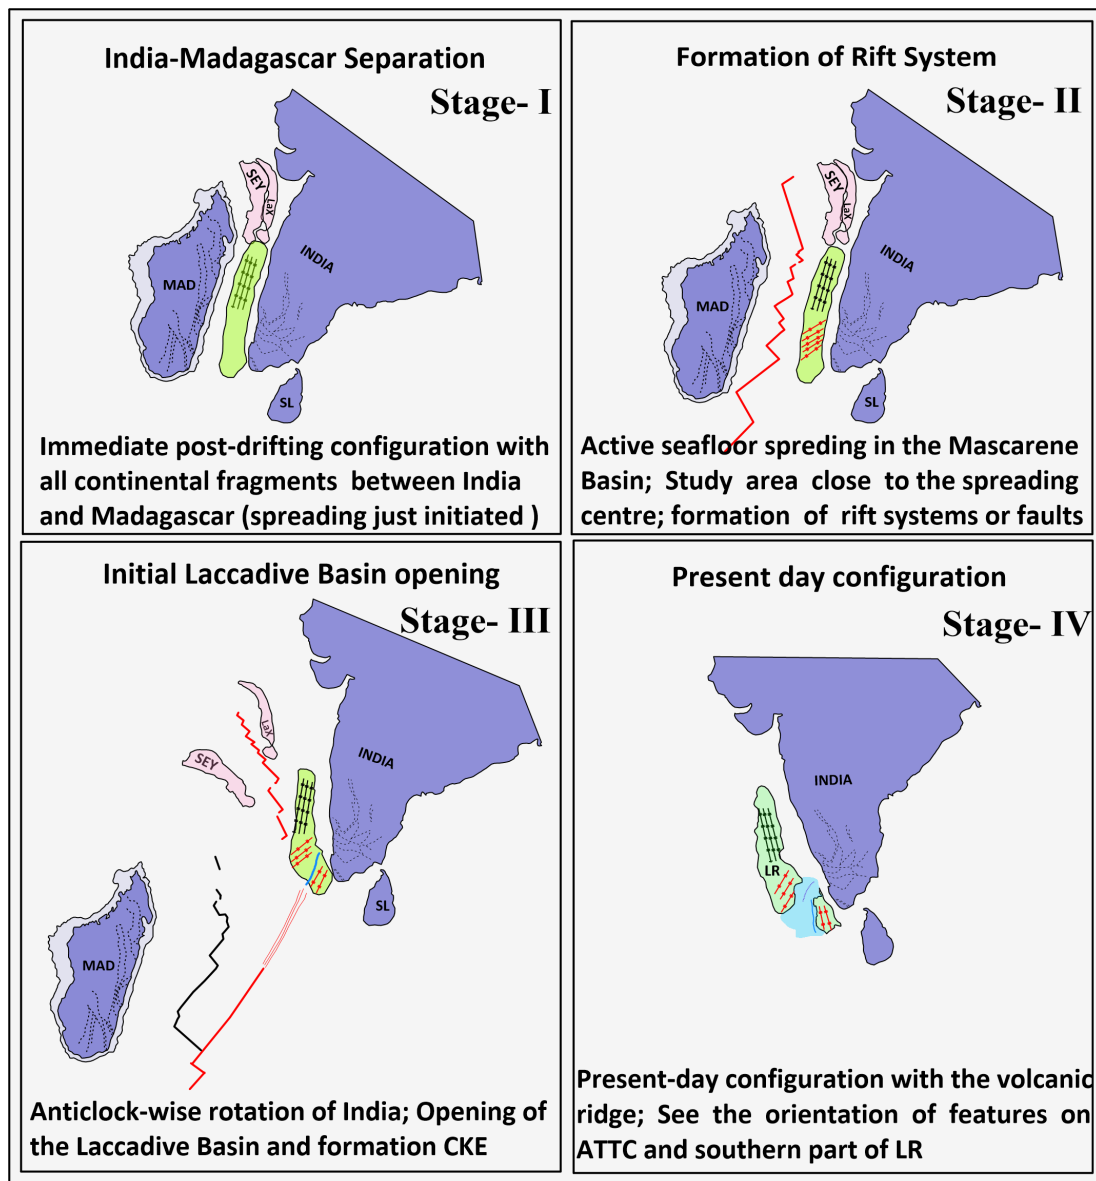 India-Madagascar Separation
Stage- I
SEY
LaX
INDIA
MAD
SL
Immediate post-drifting configuration with
all continental fragments between India
and Madagascar (spreading just initiated )
Formation of Rift System
Stage- II
SEY
LaX
INDIA
MAD
SL
Active seafloor spreding in the Mascarene
Basin; Study area close to the spreading
centre; formation of rift systems or faults
Initial Laccadive Basin opening
Stage- III
LaX
SEY
INDIA
SL
MAD
Anticlock-wise rotation of India; Opening of
the Laccadive Basin and formation CKE
Present day configuration
Stage- IV
INDIA
LR
Present-day configuration with the volcanic
ridge; See the orientation of features on
ATTC and southern part of LR